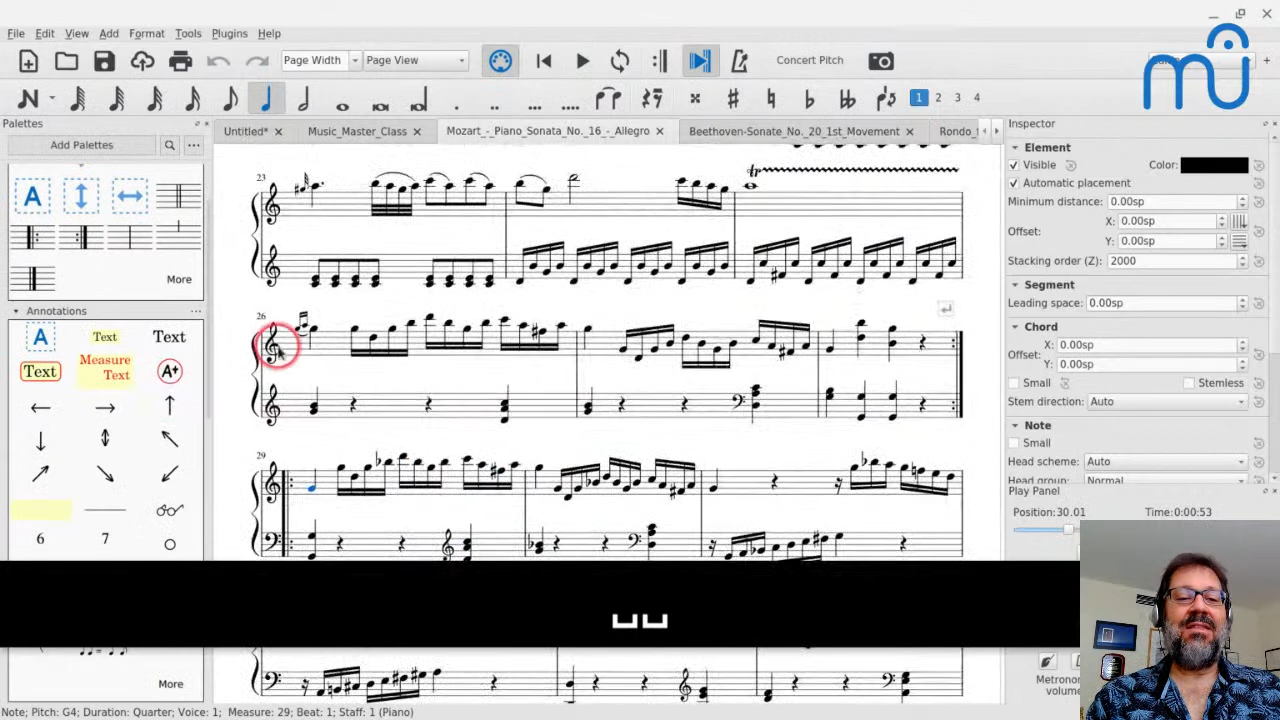 File Edit View Add Format Tools Plugins Help
Page Width Page View Concert Pitch
1 2 3 4
Palettes
Add Palettes
More
Annotations
A Text Text
Text Measure Text A+
6 7
More
Untitled* Music_Master_Class Mozart_-_Piano_Sonata_No._16_-_Allegro Beethoven-Sonate_No._20_1st_Movement
23
tr
26
29
Inspector
Element
Visible Color:
Automatic placement
Minimum distance: 0.00sp
Offset: X: 0.00sp
Y: 0.00sp
Stacking order (Z): 2000
Segment
Leading space: 0.00sp
Chord
Offset: X: 0.00sp
Y: 0.00sp
Small Stemless
Stem direction: Auto
Note
Small
Head scheme: Auto
Head group: Normal
Play Panel
Position:30.01 Time:0:00:53
volum
Note; Pitch: G4; Duration: Quarter; Voice: 1; Measure: 29; Beat: 1; Staff: 1 (Piano)